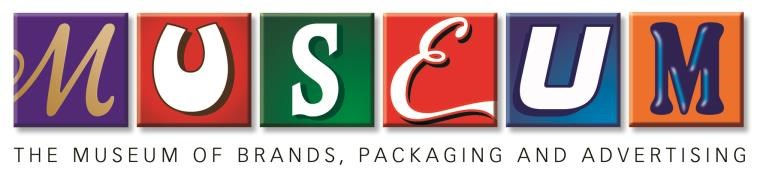 MUSEUM
THE MUSEUM OF BRANDS, PACKAGING AND ADVERTISING